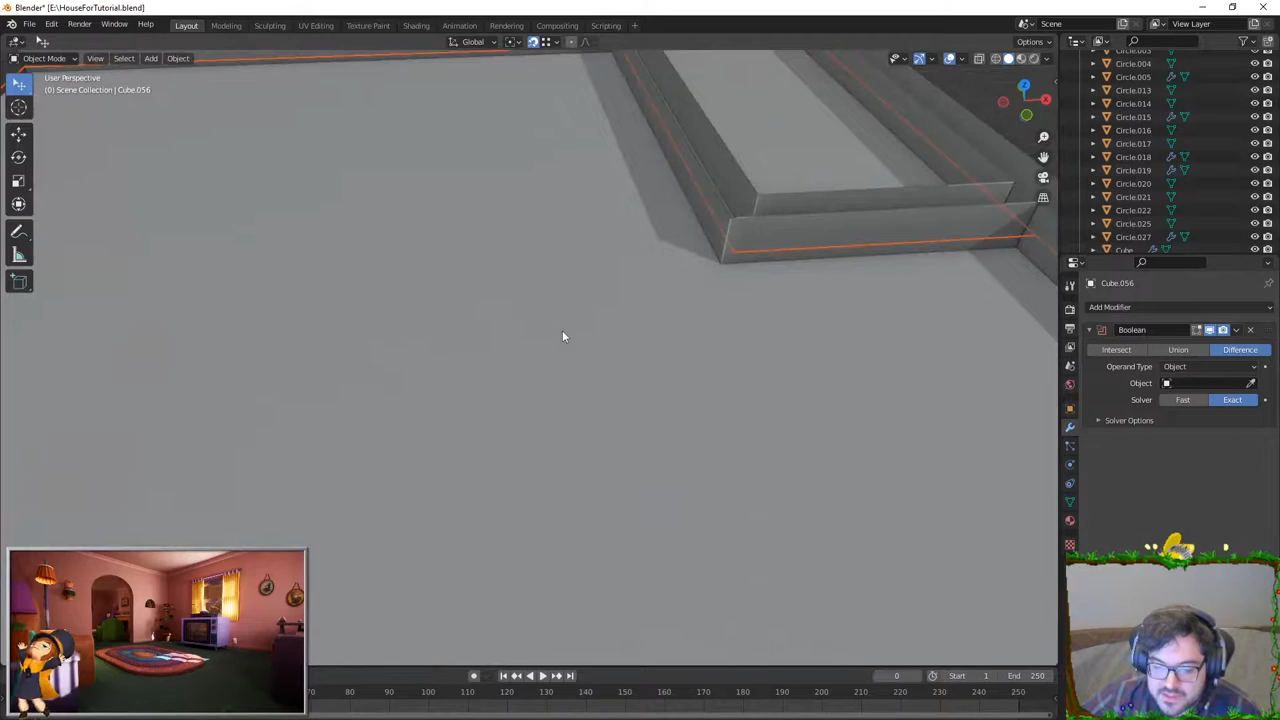 Blender* [E:\HouseForTutorial.blend]
File Edit Render Window Help Layout Modeling Sculpting UV Editing Texture Paint Shading Animation Rendering Compositing Scripting + Scene View Layer
Global Options
Object Mode View Select Add Object
User Perspective
(0) Scene Collection | Cube.056
Z
X
Y
Circle.003
Circle.004
Circle.005
Circle.013
Circle.014
Circle.015
Circle.016
Circle.017
Circle.018
Circle.019
Circle.020
Circle.021
Circle.022
Circle.025
Circle.027
Cube
Cube.056
Add Modifier
Boolean
Intersect Union Difference
Operand Type Object
Object
Solver Fast Exact
Solver Options
0 Start 1 End 250
70 80 90 100 110 120 130 140 150 160 170 180 190 200 210 220 230 240 250